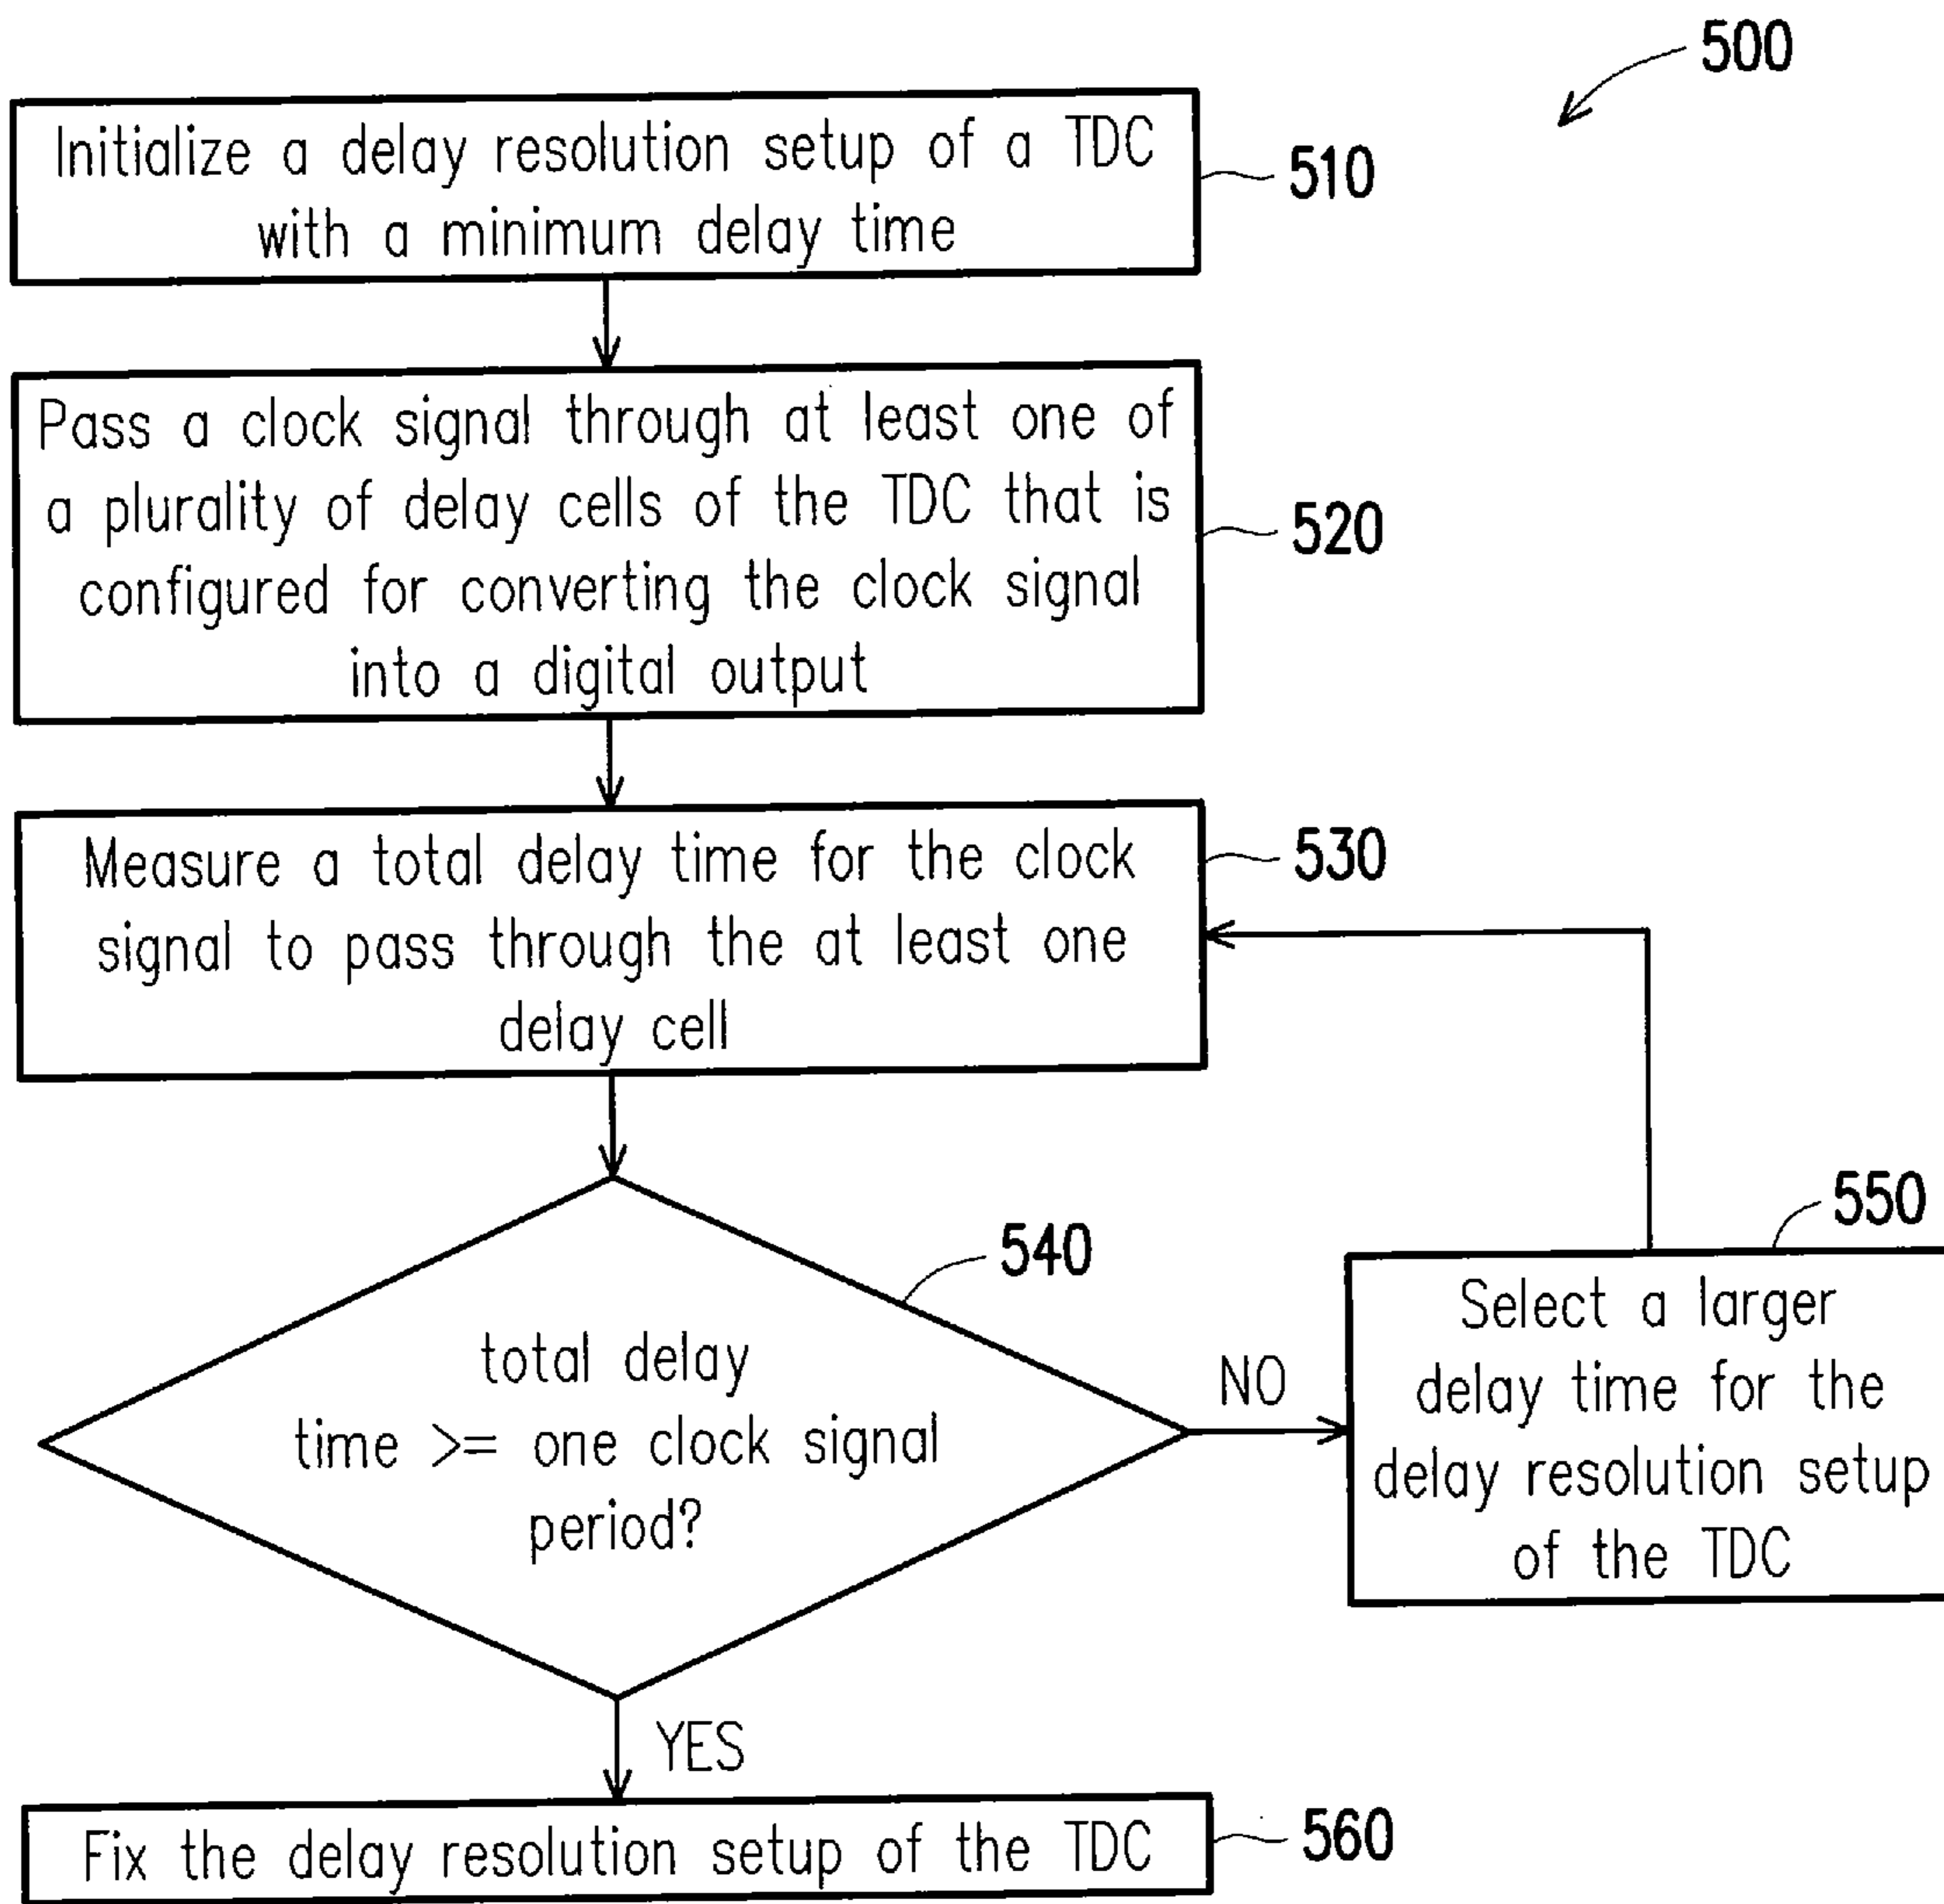 500
Initialize a delay resolution setup of a TDC
with a minimum delay time
510
Pass a clock signal through at least one of
a plurality of delay cells of the TDC that is
configured for converting the clock signal
into a digital output
520
Measure a total delay time for the clock
signal to pass through the at least one
delay cell
530
total delay
time >= one clock signal
period?
540
NO
Select a larger
delay time for the
delay resolution setup
of the TDC
550
YES
Fix the delay resolution setup of the TDC
560